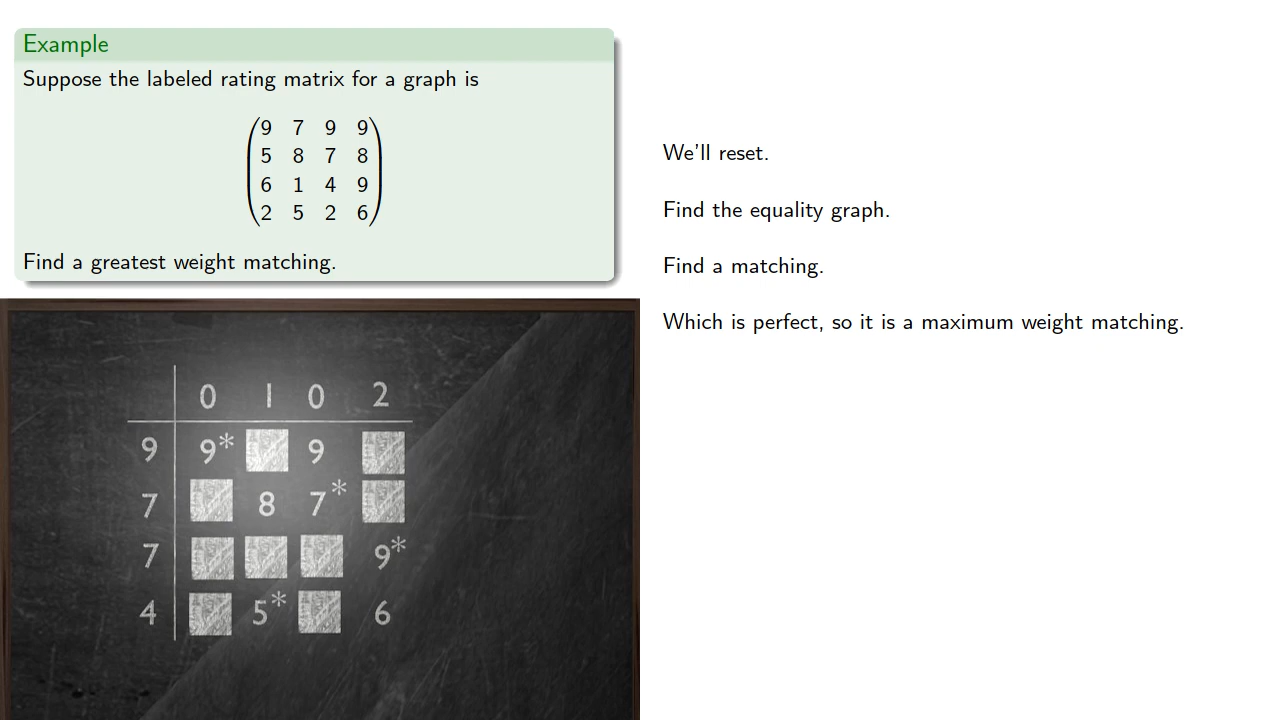 Example
Suppose the labeled rating matrix for a graph is
9 7 9 9
5 8 7 8
6 1 4 9
2 5 2 6
Find a greatest weight matching.
We'll reset.
Find the equality graph.
Find a matching.
Which is perfect, so it is a maximum weight matching.
0 1 0 2
9 9* 9
7 8 7*
7 9*
4 5* 6